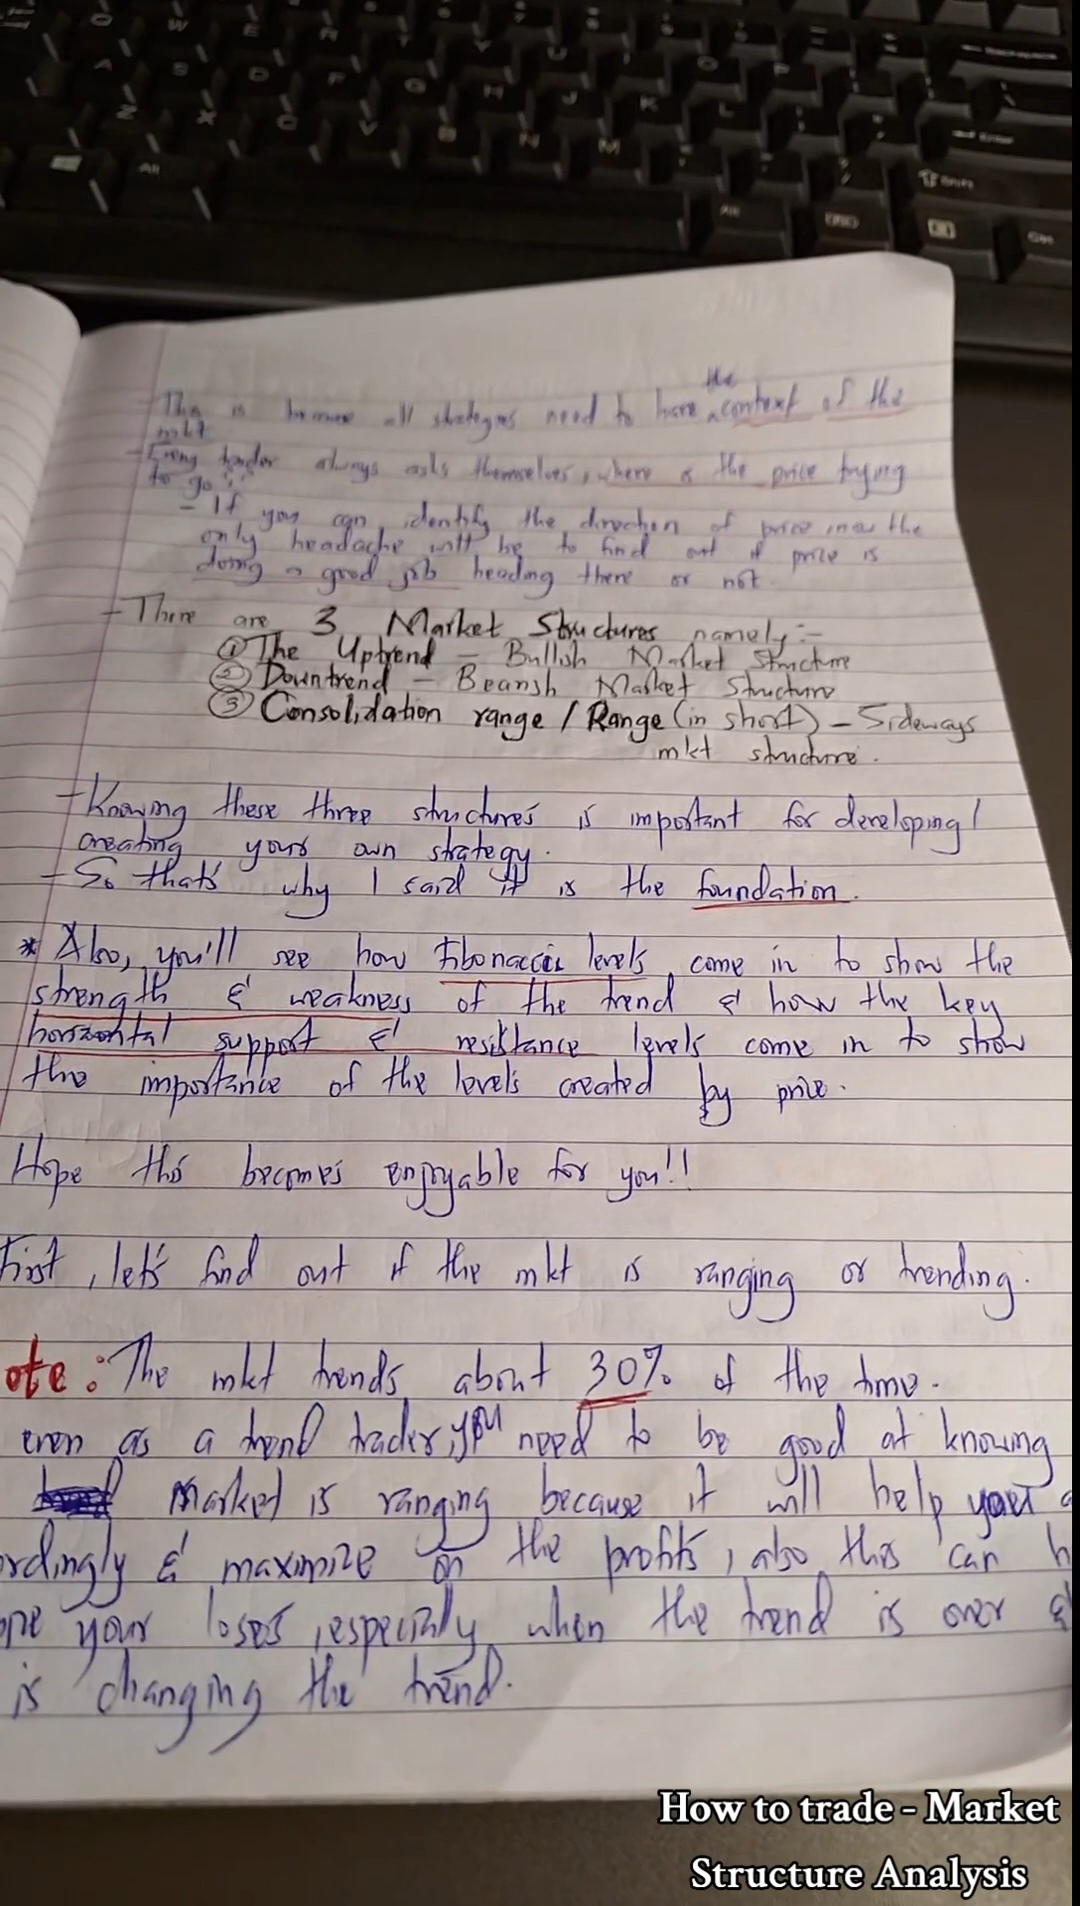 This is because all strategies need to have the context of the
mkt
- Every trader always asks themselves, where is the price trying
to go?
- If you can identify the direction of price, now the
only headache will be to find out if price is
doing a good job heading there or not.
- There are 3 Market Structures namely:-
① The Uptrend - Bullish Market Structure
② Downtrend - Bearish Market Structure
③ Consolidation range / Range (in short) - Sideways
mkt structure.
- Knowing these three structures is important for developing/
creating your own strategy.
- So that's why I said it is the foundation.
* Also, you'll see how Fibonacci levels come in to show the
strength & weakness of the trend & how the key
horizontal support & resistance levels come in to show
the importance of the levels created by price.
Hope this becomes enjoyable for you!!
First, let's find out if the mkt is ranging or trending.
ote: The mkt trends about 30% of the time.
even as a trend trader, you need to be good at knowing
Market is ranging because it will help your
ordingly & maximize on the profits, also this can h
your loses, especially when the trend is over &
is changing the trend.
How to trade - Market
Structure Analysis